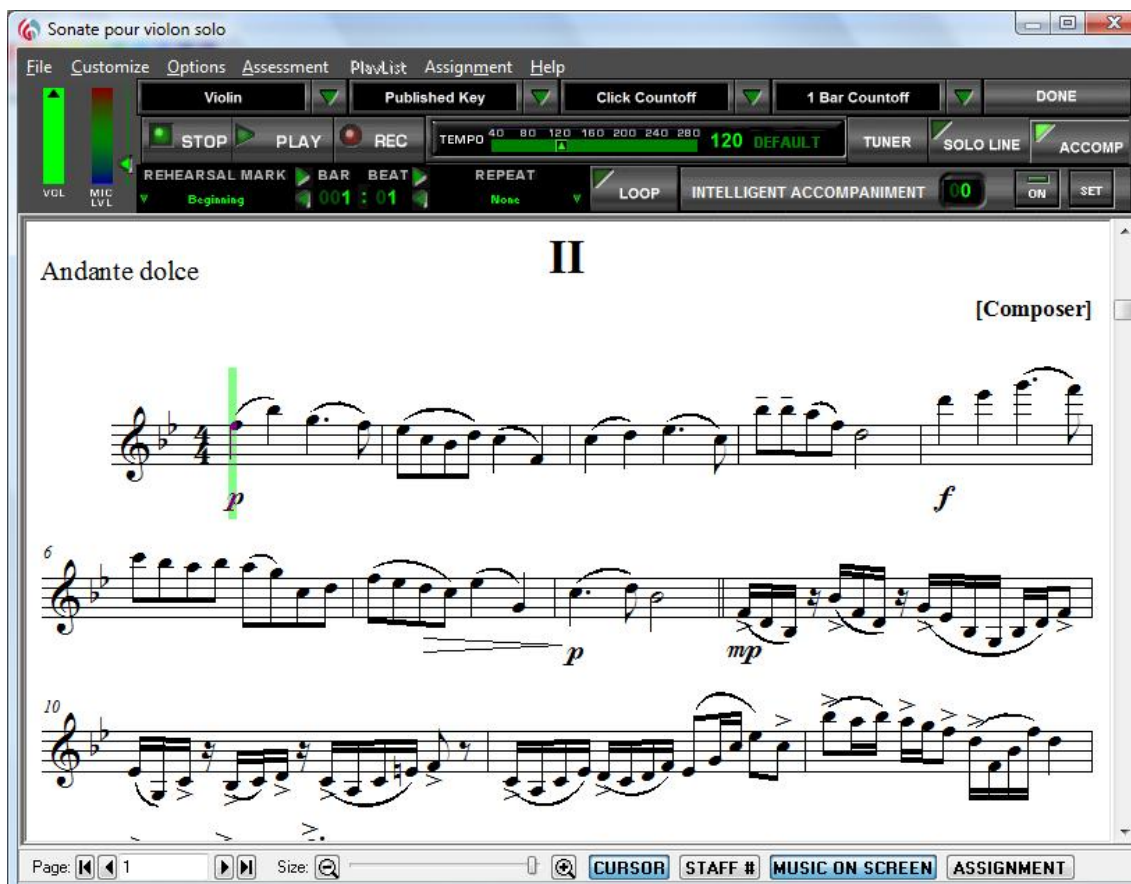 Sonate pour violon solo
File Customize Options Assessment PlayList Assignment Help
Violin Published Key Click Countoff 1 Bar Countoff DONE
STOP PLAY REC TEMPO 40 80 120 160 200 240 280 120 DEFAULT TUNER SOLO LINE ACCOMP
VOL MIC LVL REHEARSAL MARK BAR BEAT REPEAT
Beginning 001 : 01 None LOOP INTELLIGENT ACCOMPANIMENT 00 ON SET
II
Andante dolce
[Composer]
4
4
p f
6
p mp
10
Page: 1 Size: CURSOR STAFF # MUSIC ON SCREEN ASSIGNMENT